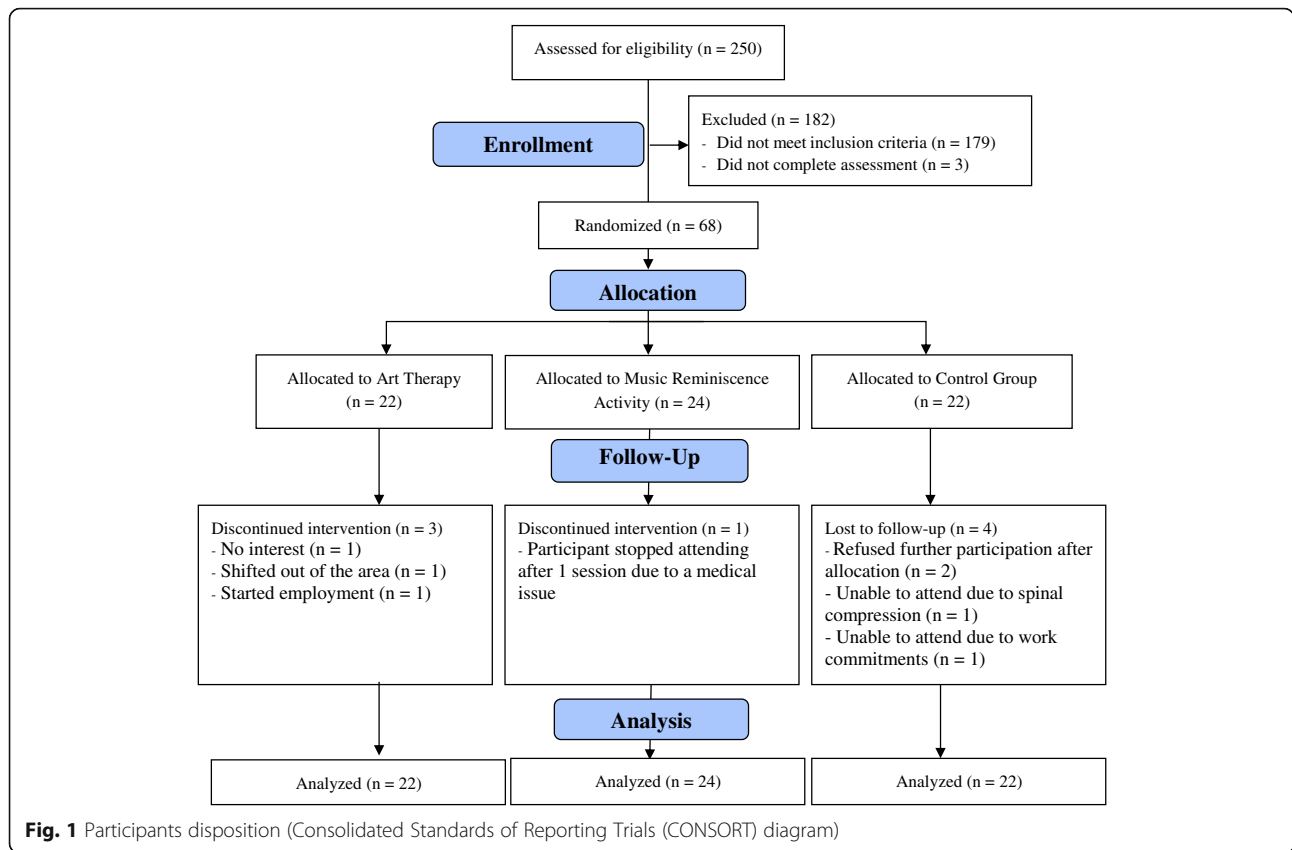 Assessed for eligibility (n = 250)
Enrollment
Excluded (n = 182)
- Did not meet inclusion criteria (n = 179)
- Did not complete assessment (n = 3)
Randomized (n = 68)
Allocation
Allocated to Art Therapy
(n = 22)
Allocated to Music Reminiscence
Activity (n = 24)
Allocated to Control Group
(n = 22)
Follow-Up
Discontinued intervention (n = 3)
- No interest (n = 1)
- Shifted out of the area (n = 1)
- Started employment (n = 1)
Discontinued intervention (n = 1)
- Participant stopped attending
after 1 session due to a medical
issue
Lost to follow-up (n = 4)
- Refused further participation after
allocation (n = 2)
- Unable to attend due to spinal
compression (n = 1)
- Unable to attend due to work
commitments (n = 1)
Analysis
Analyzed (n = 22)
Analyzed (n = 24)
Analyzed (n = 22)
Fig. 1 Participants disposition (Consolidated Standards of Reporting Trials (CONSORT) diagram)